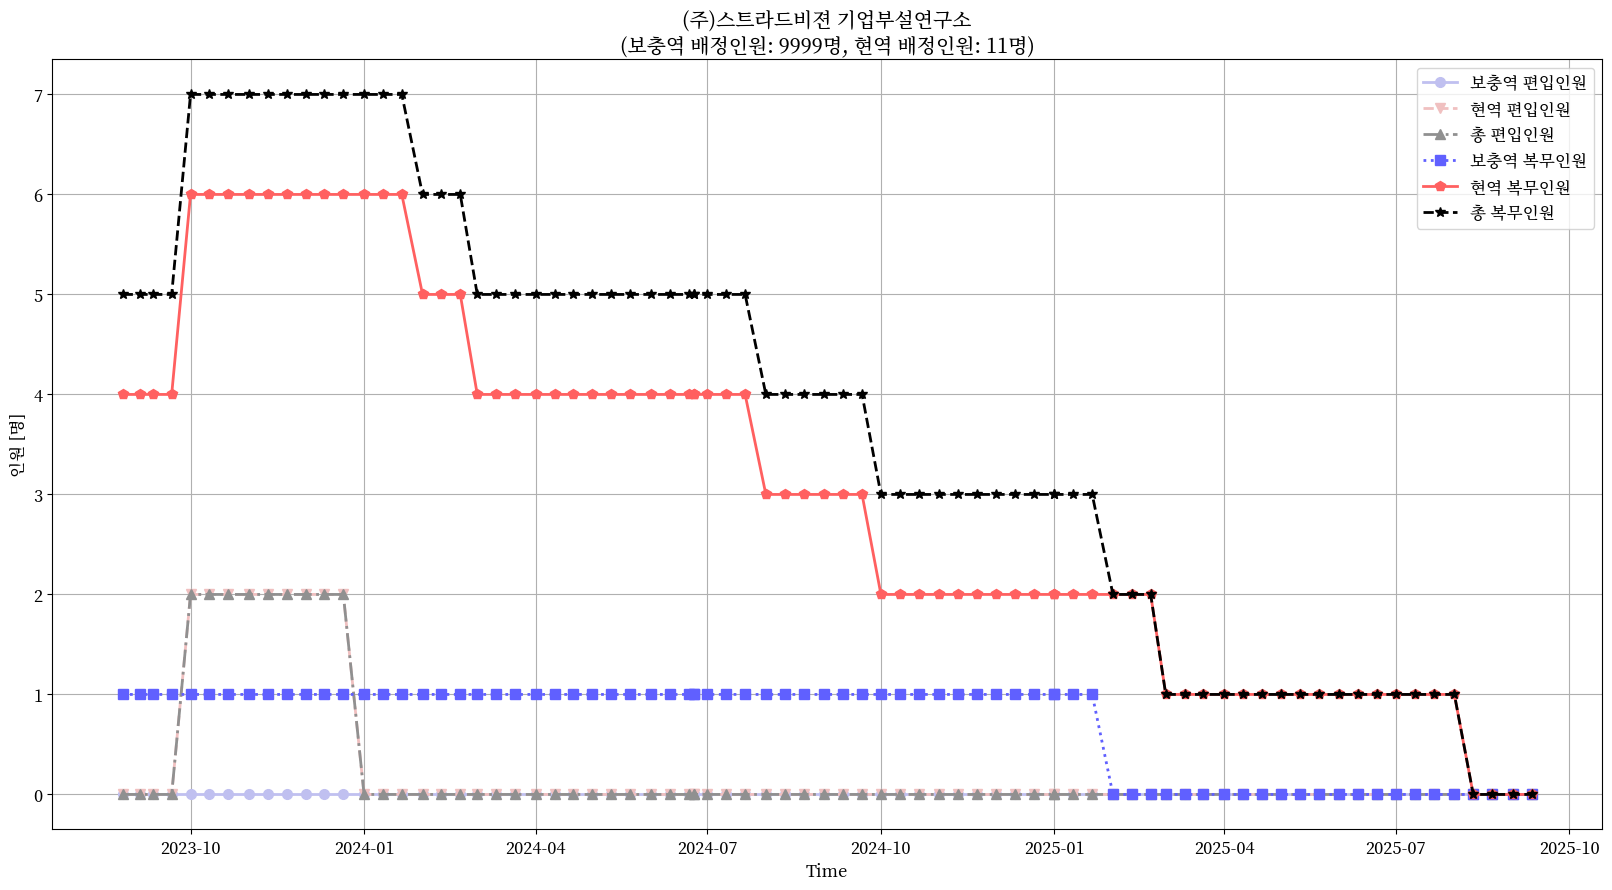 (주)스트라드비젼 기업부설연구소
(보충역 배정인원: 9999명, 현역 배정인원: 11명)
보충역 편입인원
현역 편입인원
총 편입인원
보충역 복무인원
현역 복무인원
총 복무인원
인원 [명]
7
6
5
4
3
2
1
0
2023-10
2024-01
2024-04
2024-07
2024-10
2025-01
2025-04
2025-07
2025-10
Time